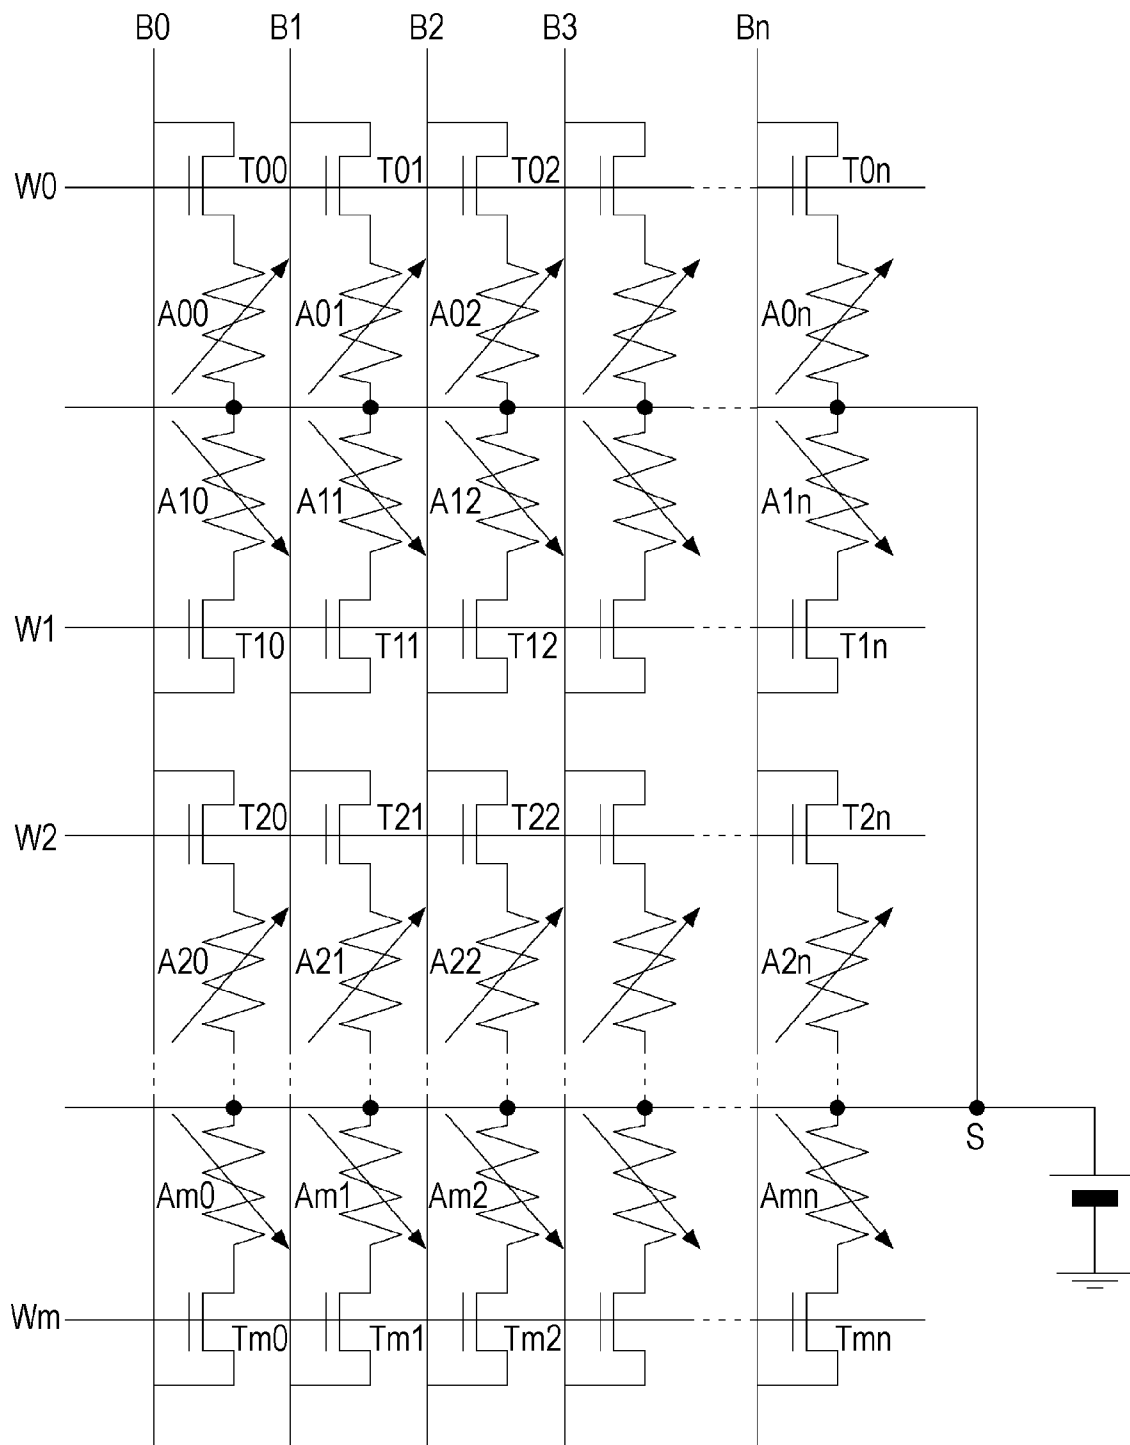 B0 B1 B2 B3 Bn
W0 T00 T01 T02 T0n
A00 A01 A02 A0n
A10 A11 A12 A1n
W1 T10 T11 T12 T1n
W2 T20 T21 T22 T2n
A20 A21 A22 A2n
S
Am0 Am1 Am2 Amn
Wm Tm0 Tm1 Tm2 Tmn